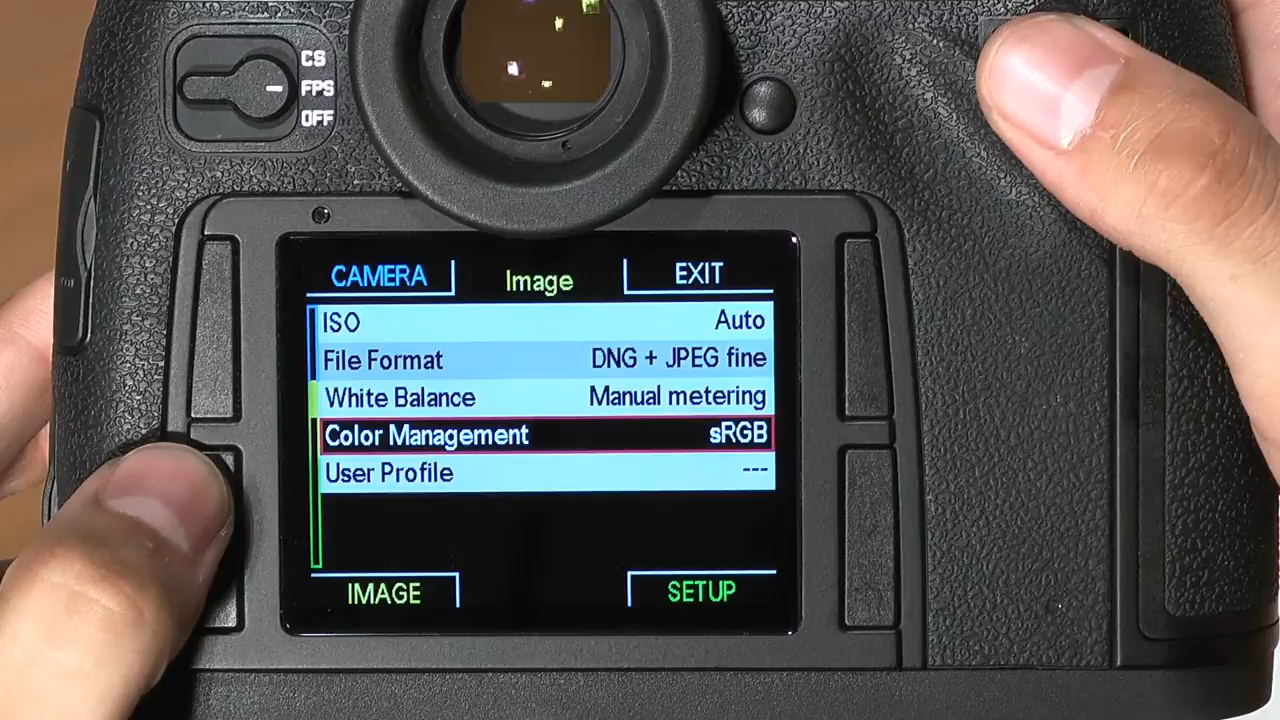 CS
FPS
OFF
CAMERA Image EXIT
ISO Auto
File Format DNG + JPEG fine
White Balance Manual metering
Color Management sRGB
User Profile ---
IMAGE SETUP